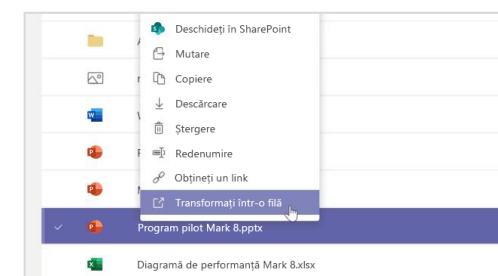 Deschideți în SharePoint
Mutare
Copiere
Descărcare
Ștergere
Redenumire
Obțineți un link
Transformați într-o filă
Program pilot Mark 8.pptx
Diagramă de performanță Mark 8.xlsx